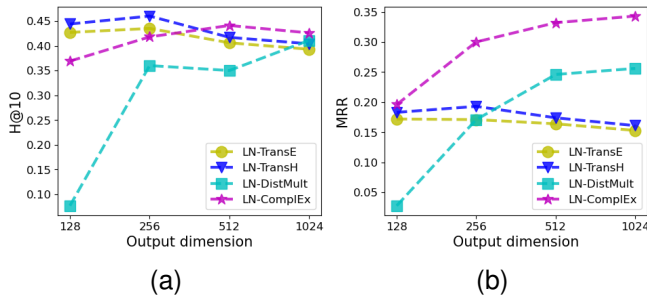 H@10
0.45
0.40
0.35
0.30
0.25
0.20
0.15
0.10
LN-TransE
LN-TransH
LN-DistMult
LN-ComplEx
128 256 512 1024
Output dimension
(a)
MRR
0.35
0.30
0.25
0.20
0.15
0.10
0.05
LN-TransE
LN-TransH
LN-DistMult
LN-ComplEx
128 256 512 1024
Output dimension
(b)